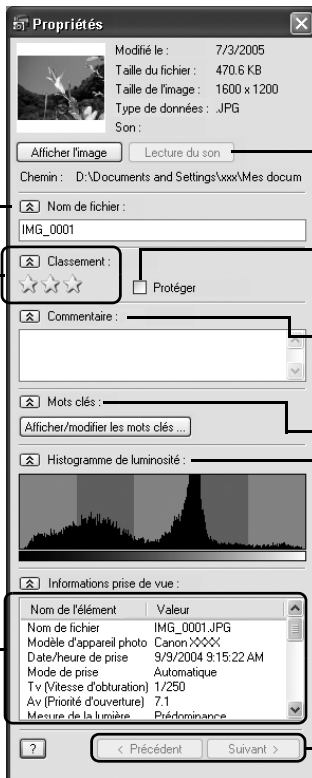 Propriétés
Modifié le : 7/3/2005
Taille du fichier : 470.6 KB
Taille de l'image : 1600 x 1200
Type de données : .JPG
Son :
Afficher l'image Lecture du son
Chemin : D:\Documents and Settings\xxx\Mes docum
Nom de fichier :
IMG_0001
Classement :
Protéger
Commentaire :
Mots clés :
Afficher/modifier les mots clés ...
Histogramme de luminosité :
Informations prise de vue :
Nom de l'élément Valeur
Nom de fichier IMG_0001.JPG
Modèle d'appareil photo Canon XXXX
Date/heure de prise 9/9/2004 9:15:22 AM
Mode de prise Automatique
Tv (Vitesse d'obturation) 1/250
Av (Priorité d'ouverture) 7.1
Mesure de la lumière Prédominance
? < Précédent Suivant >